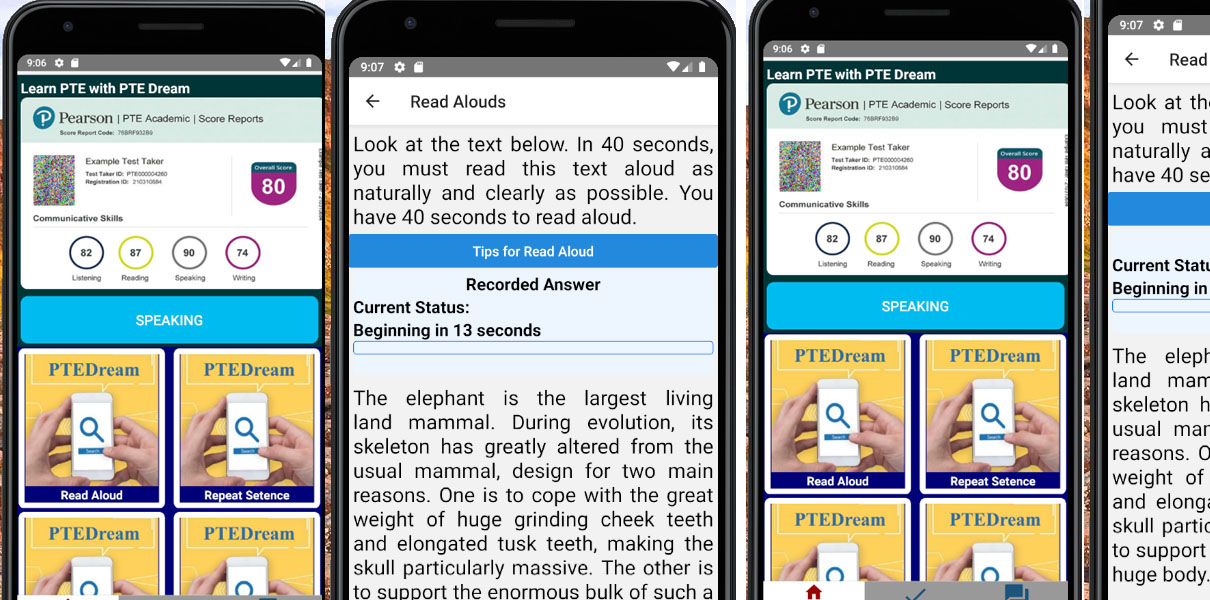 9:06
Learn PTE with PTE Dream
Pearson | PTE Academic | Score Reports
Score Report Code: 76BRF93289
Example Test Taker
Test Taker ID: PTE000004260
Registration ID: 210310884
Overall Score
80
Communicative Skills
82 87 90 74
Listening Reading Speaking Writing
SPEAKING
PTEDream PTEDream
Search Search
Read Aloud Repeat Setence
PTEDream PTEDream
9:07
Read Alouds
Look at the text below. In 40 seconds,
you must read this text aloud as
naturally and clearly as possible. You
have 40 seconds to read aloud.
Tips for Read Aloud
Recorded Answer
Current Status:
Beginning in 13 seconds
The elephant is the largest living
land mammal. During evolution, its
skeleton has greatly altered from the
usual mammal, design for two main
reasons. One is to cope with the great
weight of huge grinding cheek teeth
and elongated tusk teeth, making the
skull particularly massive. The other is
to support the enormous bulk of such a
9:06
Learn PTE with PTE Dream
Pearson | PTE Academic | Score Reports
Score Report Code: 76BRF93289
Example Test Taker
Test Taker ID: PTE000004260
Registration ID: 210310884
Overall Score
80
Communicative Skills
82 87 90 74
Listening Reading Speaking Writing
SPEAKING
PTEDream PTEDream
Search Search
Read Aloud Repeat Setence
PTEDream PTEDream
9:07
Read
Look at the
you must
naturally a
have 40 se
Current Statu
Beginning in
The eleph
land mam
skeleton h
usual mam
reasons. O
weight of
and elonga
skull partic
to support
huge body.